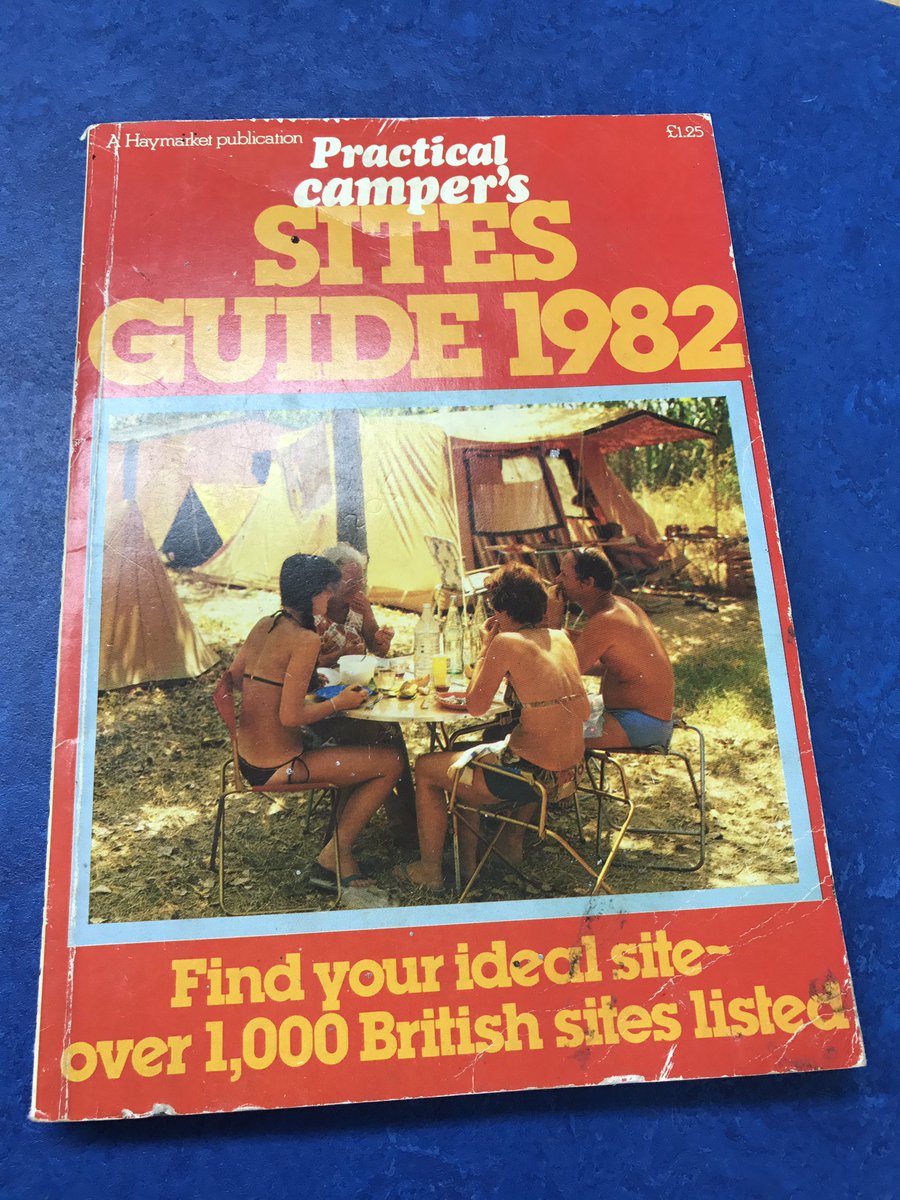 A Haymarket publication
£1.25
Practical
camper's
SITES
GUIDE 1982
Find your ideal site~
over 1,000 British sites listed